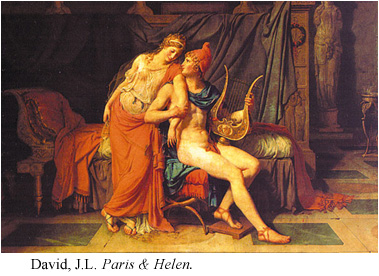 David, J.L. Paris & Helen.